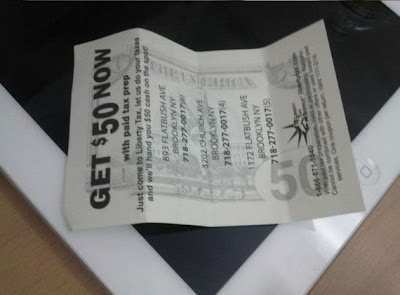 GET $50 NOW
with paid tax prep
Just come to Liberty Tax, let us do your taxes
and we'll hand you $50 cash on the spot!
893 FLATBUSH AVE
BROOKLYN NY
718-277-0017
1202 CHURCH AVE
BROOKLYN NY
718-277-0017(4)
1172 FLATBUSH AVE
BROOKLYN NY
718-277-0017(5)
50